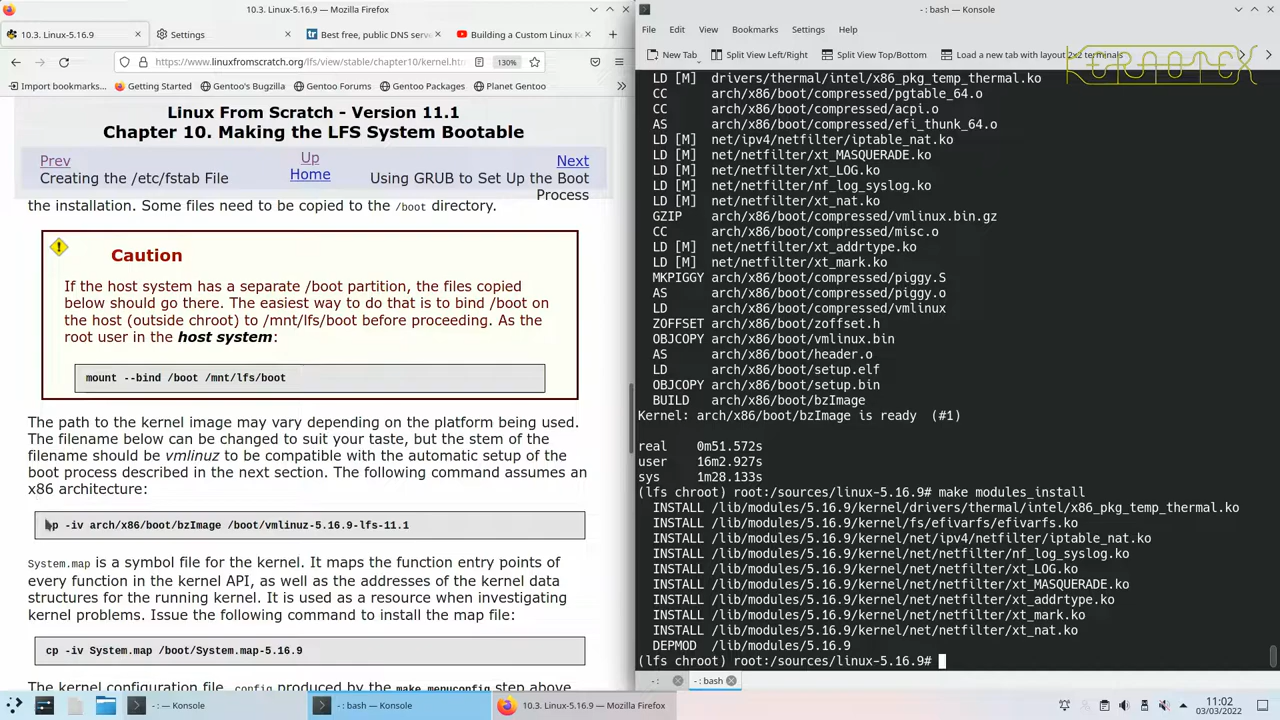 10.3. Linux-5.16.9 — Mozilla Firefox
10.3. Linux-5.16.9
Settings
Best free, public DNS serve
Building a Custom Linux Ke
https://www.linuxfromscratch.org/lfs/view/stable/chapter10/kernel.htm
130%
Import bookmarks...
Getting Started
Gentoo's Bugzilla
Gentoo Forums
Gentoo Packages
Planet Gentoo
Linux From Scratch - Version 11.1
Chapter 10. Making the LFS System Bootable
Prev
Up
Next
Creating the /etc/fstab File
Home
Using GRUB to Set Up the Boot
Process
the installation. Some files need to be copied to the /boot directory.
Caution
If the host system has a separate /boot partition, the files copied
below should go there. The easiest way to do that is to bind /boot on
the host (outside chroot) to /mnt/lfs/boot before proceeding. As the
root user in the host system:
mount --bind /boot /mnt/lfs/boot
The path to the kernel image may vary depending on the platform being used.
The filename below can be changed to suit your taste, but the stem of the
filename should be vmlinuz to be compatible with the automatic setup of the
boot process described in the next section. The following command assumes an
x86 architecture:
cp -iv arch/x86/boot/bzImage /boot/vmlinuz-5.16.9-lfs-11.1
System.map is a symbol file for the kernel. It maps the function entry points of
every function in the kernel API, as well as the addresses of the kernel data
structures for the running kernel. It is used as a resource when investigating
kernel problems. Issue the following command to install the map file:
cp -iv System.map /boot/System.map-5.16.9
The kernel configuration file .config produced by the make menuconfig step above
- : bash — Konsole
File Edit View Bookmarks Settings Help
New Tab
Split View Left/Right
Split View Top/Bottom
Load a new tab with layout 2x2 terminals
KERNOTEX
LD [M] drivers/thermal/intel/x86_pkg_temp_thermal.ko
CC arch/x86/boot/compressed/pgtable_64.o
CC arch/x86/boot/compressed/acpi.o
AS arch/x86/boot/compressed/efi_thunk_64.o
LD [M] net/ipv4/netfilter/iptable_nat.ko
LD [M] net/netfilter/xt_MASQUERADE.ko
LD [M] net/netfilter/xt_LOG.ko
LD [M] net/netfilter/nf_log_syslog.ko
LD [M] net/netfilter/xt_nat.ko
GZIP arch/x86/boot/compressed/vmlinux.bin.gz
CC arch/x86/boot/compressed/misc.o
LD [M] net/netfilter/xt_addrtype.ko
LD [M] net/netfilter/xt_mark.ko
MKPIGGY arch/x86/boot/compressed/piggy.S
AS arch/x86/boot/compressed/piggy.o
LD arch/x86/boot/compressed/vmlinux
ZOFFSET arch/x86/boot/zoffset.h
OBJCOPY arch/x86/boot/vmlinux.bin
AS arch/x86/boot/header.o
LD arch/x86/boot/setup.elf
OBJCOPY arch/x86/boot/setup.bin
BUILD arch/x86/boot/bzImage
Kernel: arch/x86/boot/bzImage is ready (#1)
real 0m51.572s
user 16m2.927s
sys 1m28.133s
(lfs chroot) root:/sources/linux-5.16.9# make modules_install
INSTALL /lib/modules/5.16.9/kernel/drivers/thermal/intel/x86_pkg_temp_thermal.ko
INSTALL /lib/modules/5.16.9/kernel/fs/efivarfs/efivarfs.ko
INSTALL /lib/modules/5.16.9/kernel/net/ipv4/netfilter/iptable_nat.ko
INSTALL /lib/modules/5.16.9/kernel/net/netfilter/nf_log_syslog.ko
INSTALL /lib/modules/5.16.9/kernel/net/netfilter/xt_LOG.ko
INSTALL /lib/modules/5.16.9/kernel/net/netfilter/xt_MASQUERADE.ko
INSTALL /lib/modules/5.16.9/kernel/net/netfilter/xt_addrtype.ko
INSTALL /lib/modules/5.16.9/kernel/net/netfilter/xt_mark.ko
INSTALL /lib/modules/5.16.9/kernel/net/netfilter/xt_nat.ko
DEPMOD /lib/modules/5.16.9
(lfs chroot) root:/sources/linux-5.16.9#
- :
- : bash
- : — Konsole
- : bash — Konsole
10.3. Linux-5.16.9 — Mozilla Firefox
11:02
03/03/2022